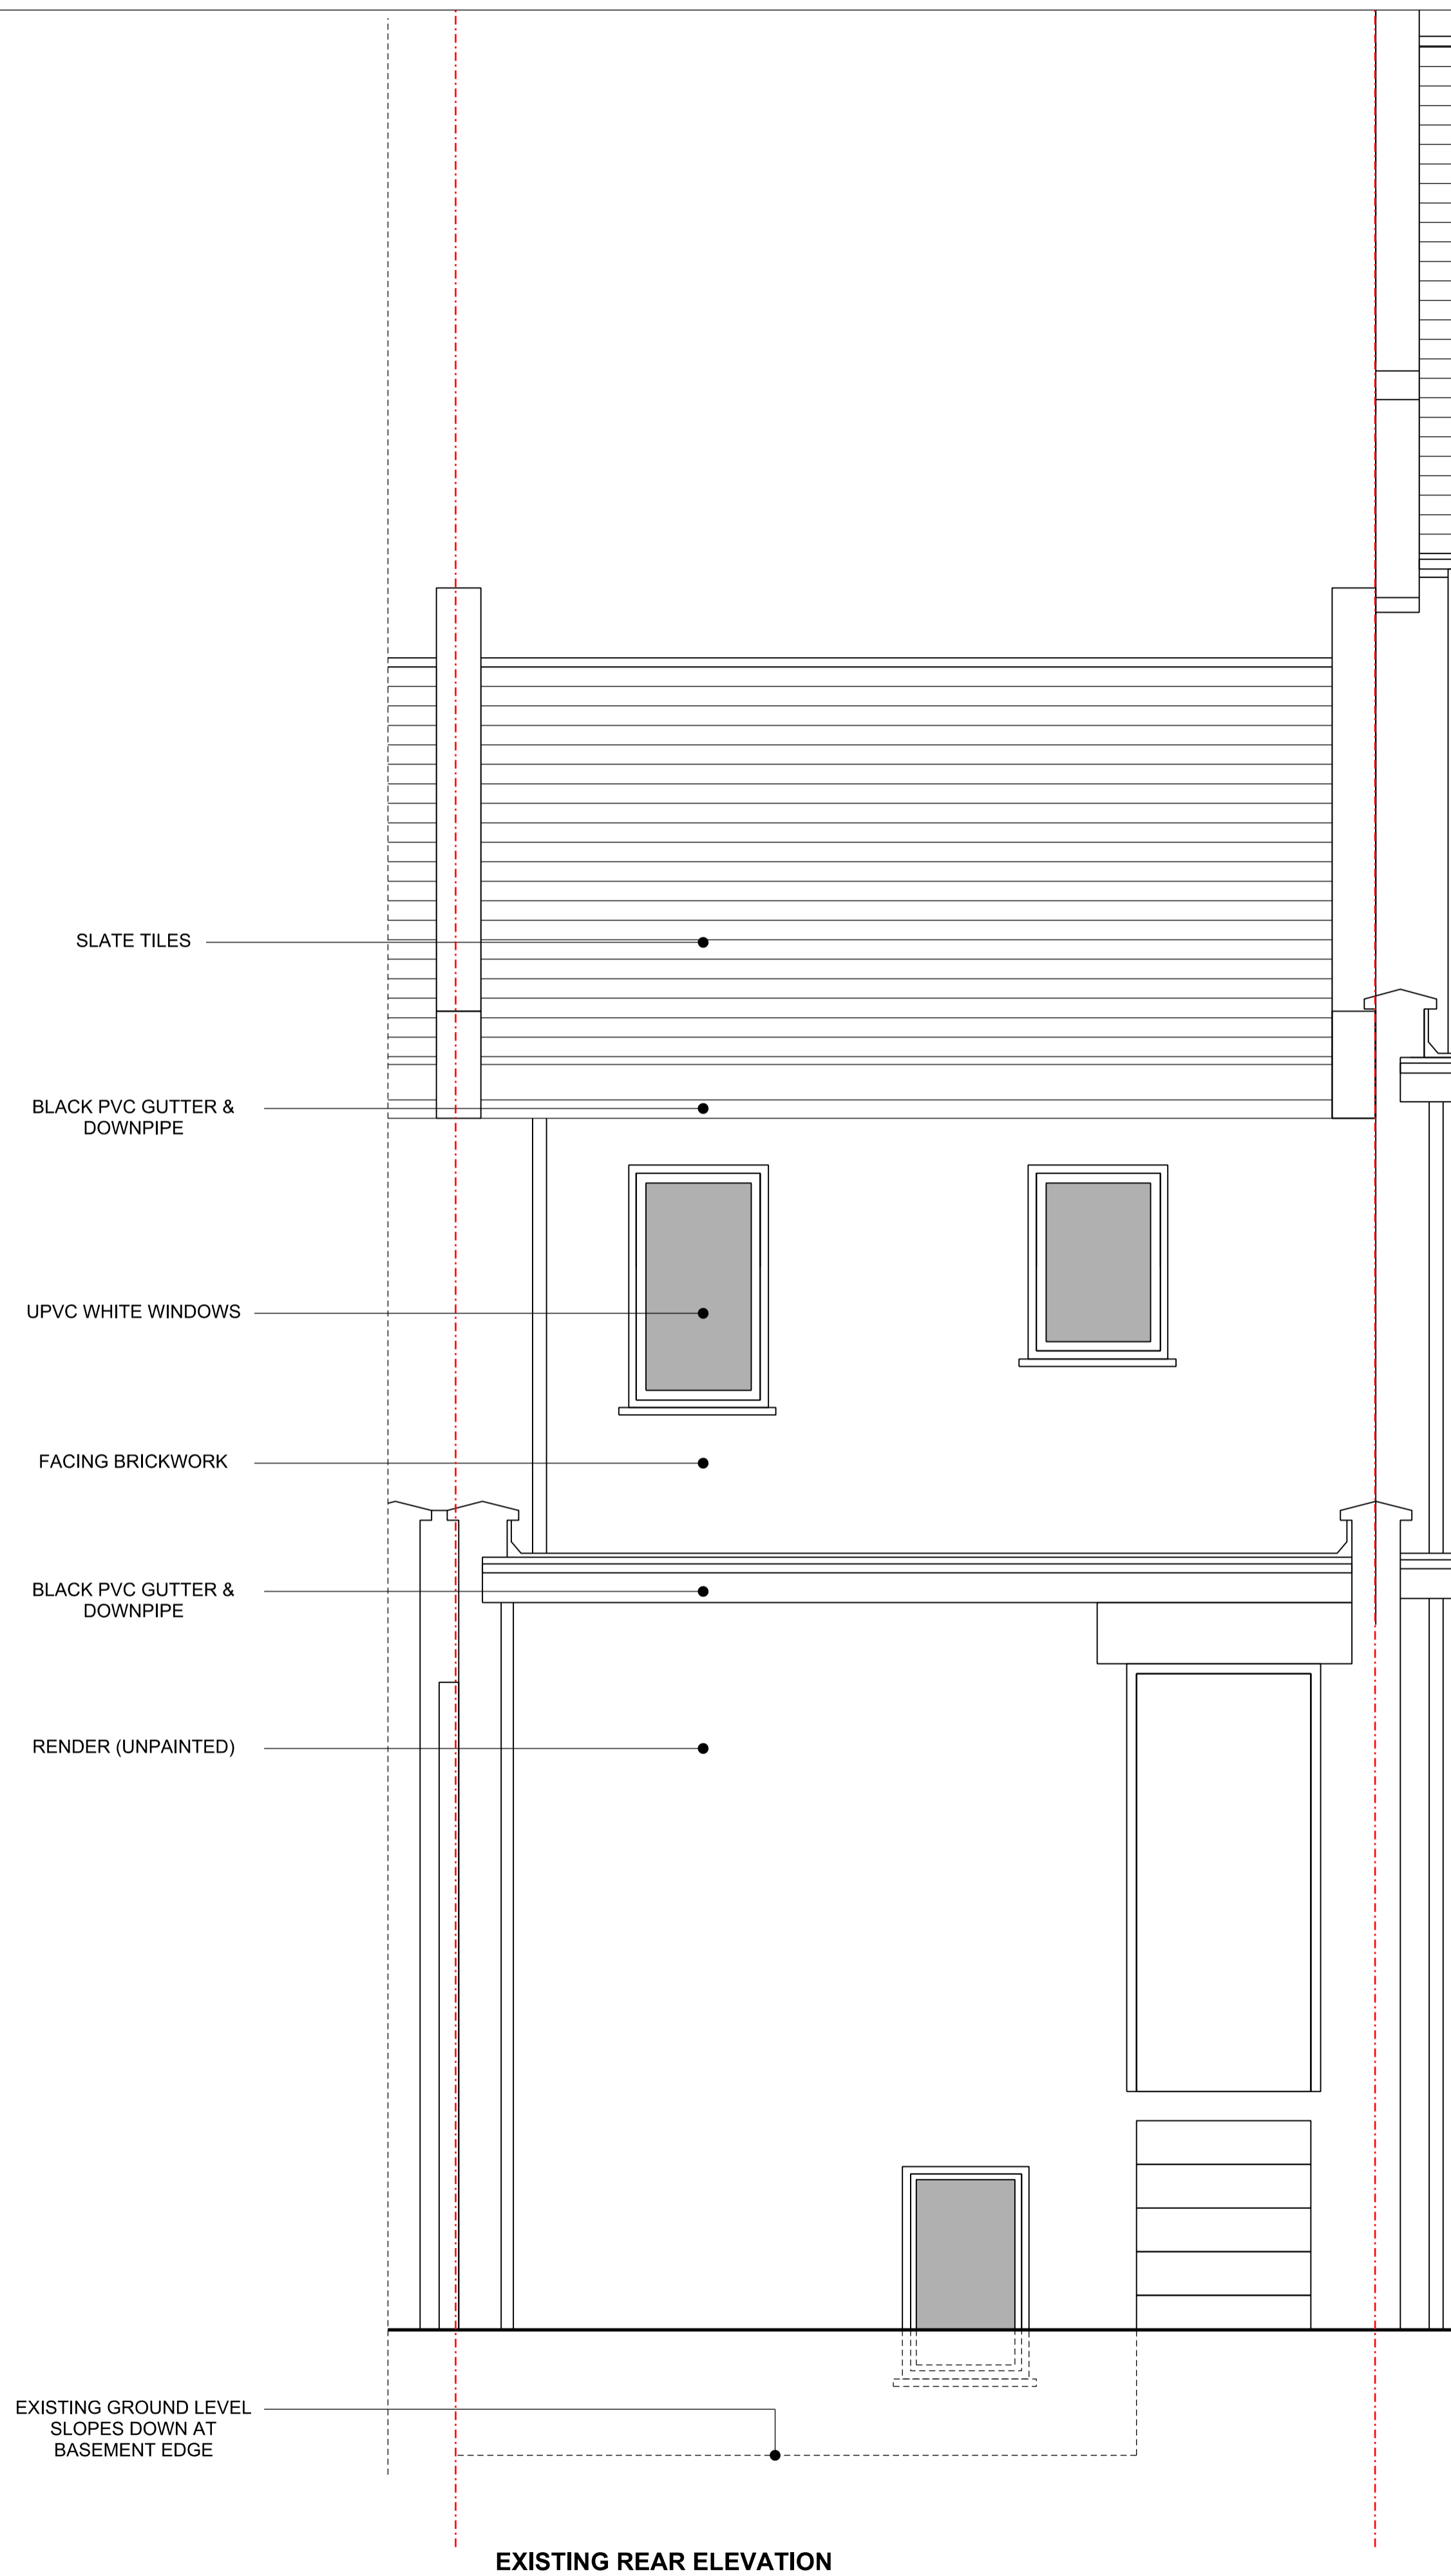 SLATE TILES
BLACK PVC GUTTER &
DOWNPIPE
UPVC WHITE WINDOWS
FACING BRICKWORK
BLACK PVC GUTTER &
DOWNPIPE
RENDER (UNPAINTED)
EXISTING GROUND LEVEL
SLOPES DOWN AT
BASEMENT EDGE
EXISTING REAR ELEVATION